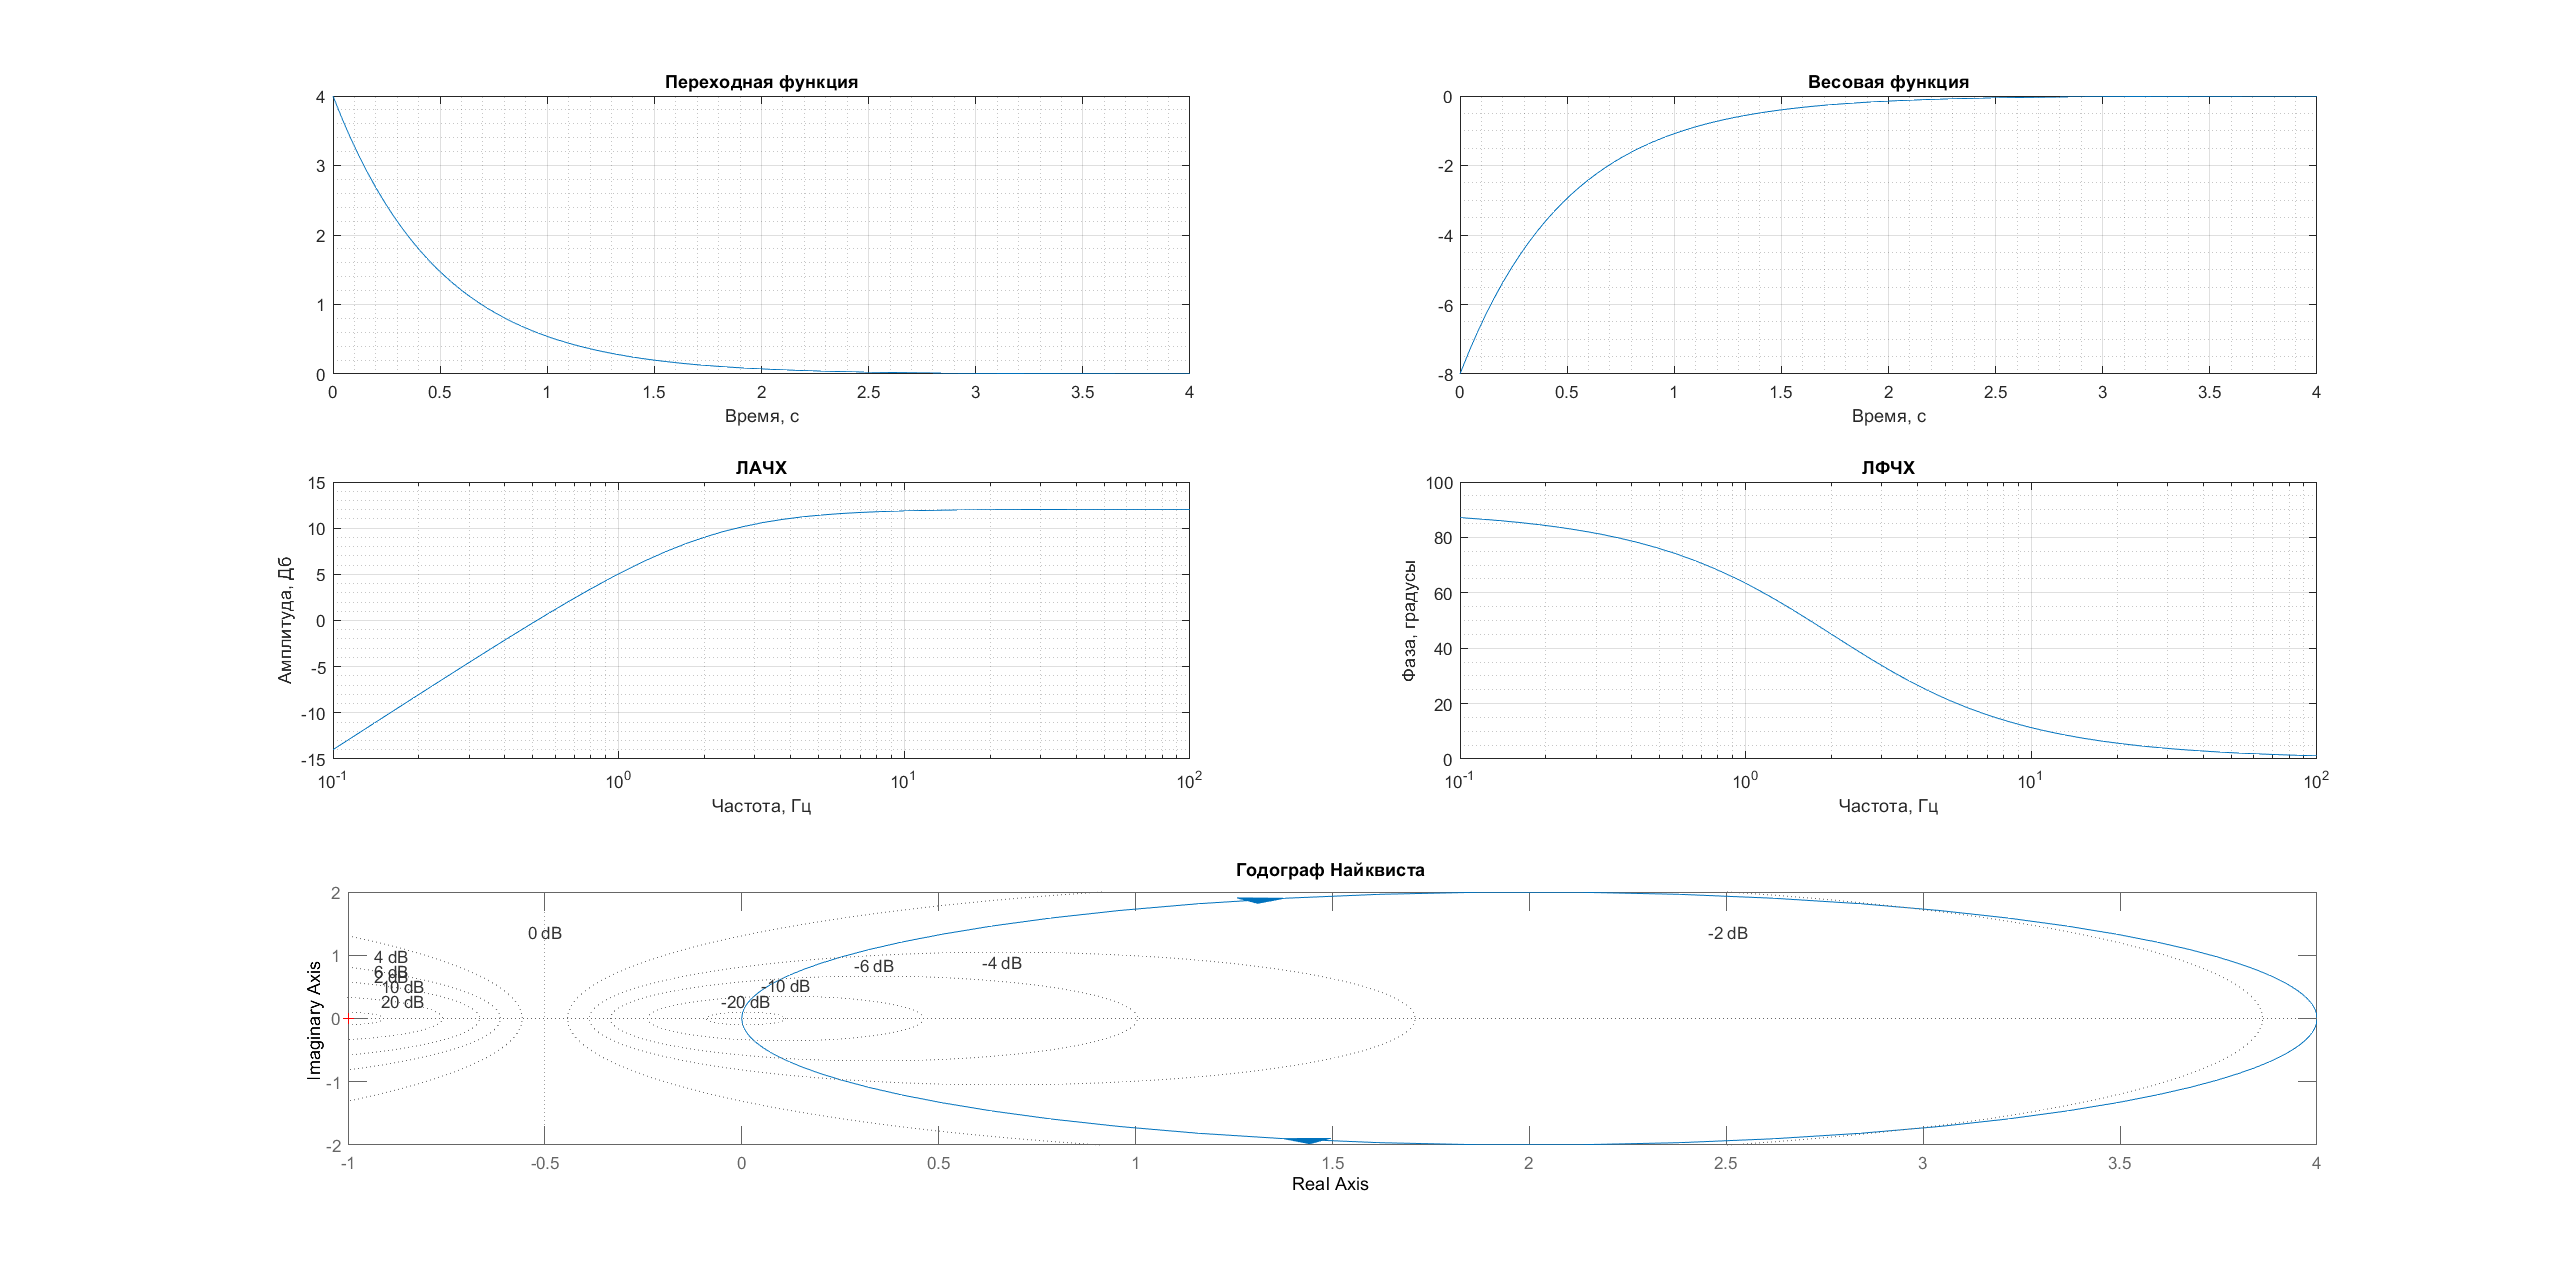 Переходная функция
4
3
2
1
0
0 0.5 1 1.5 2 2.5 3 3.5 4
Время, с
Весовая функция
0
-2
-4
-6
-8
0 0.5 1 1.5 2 2.5 3 3.5 4
Время, с
ЛАЧХ
Амплитуда, Дб
15
10
5
0
-5
-10
-15
10-1 100 101 102
Частота, Гц
ЛФЧХ
Фаза, градусы
100
80
60
40
20
0
10-1 100 101 102
Частота, Гц
Годограф Найквиста
Imaginary Axis
2
1
0
-1
-2
0 dB
-2 dB
4 dB
6 dB
2 dB
10 dB
20 dB
-6 dB
-4 dB
-10 dB
-20 dB
-1 -0.5 0 0.5 1 1.5 2 2.5 3 3.5 4
Real Axis